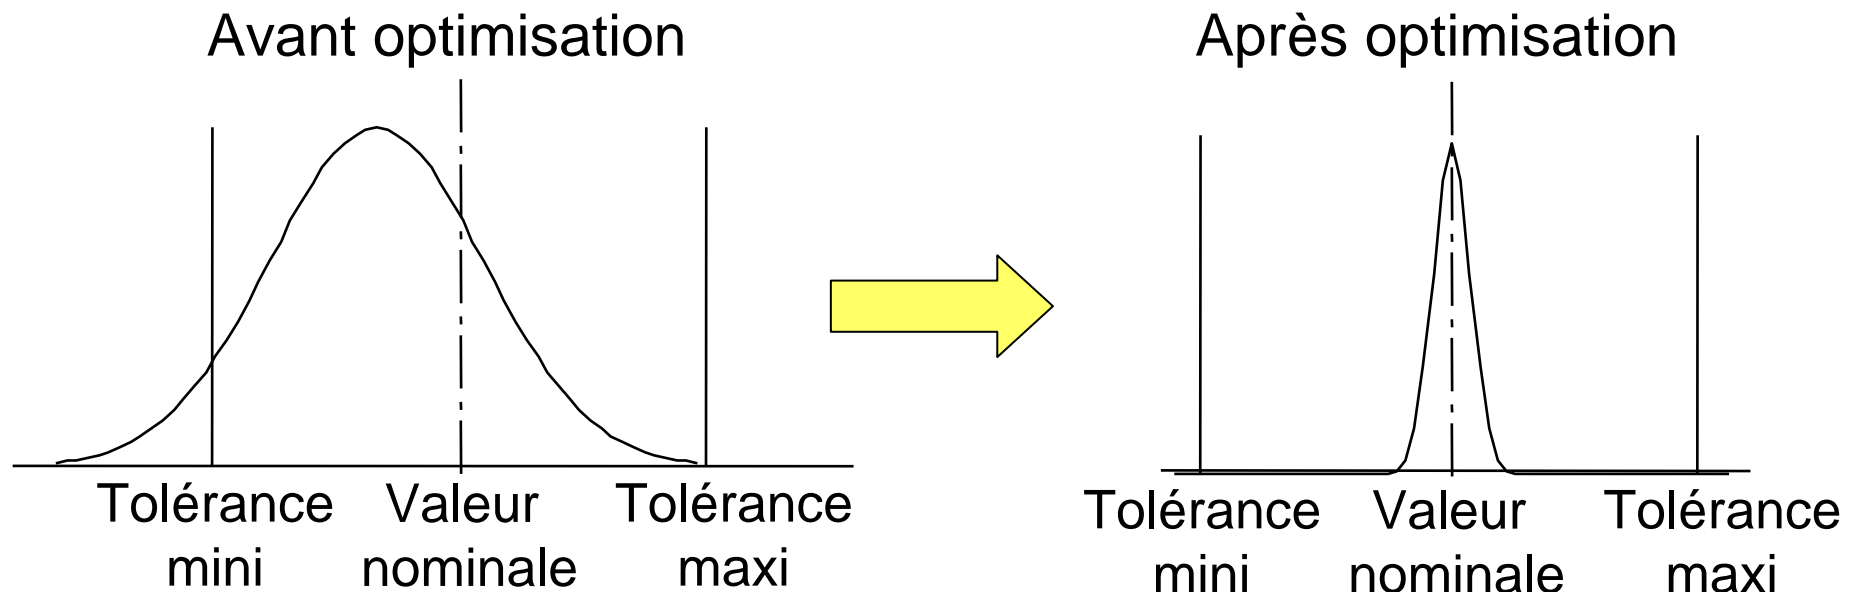 Avant optimisation
Après optimisation
Tolérance
mini
Valeur
nominale
Tolérance
maxi
Tolérance
mini
Valeur
nominale
Tolérance
maxi